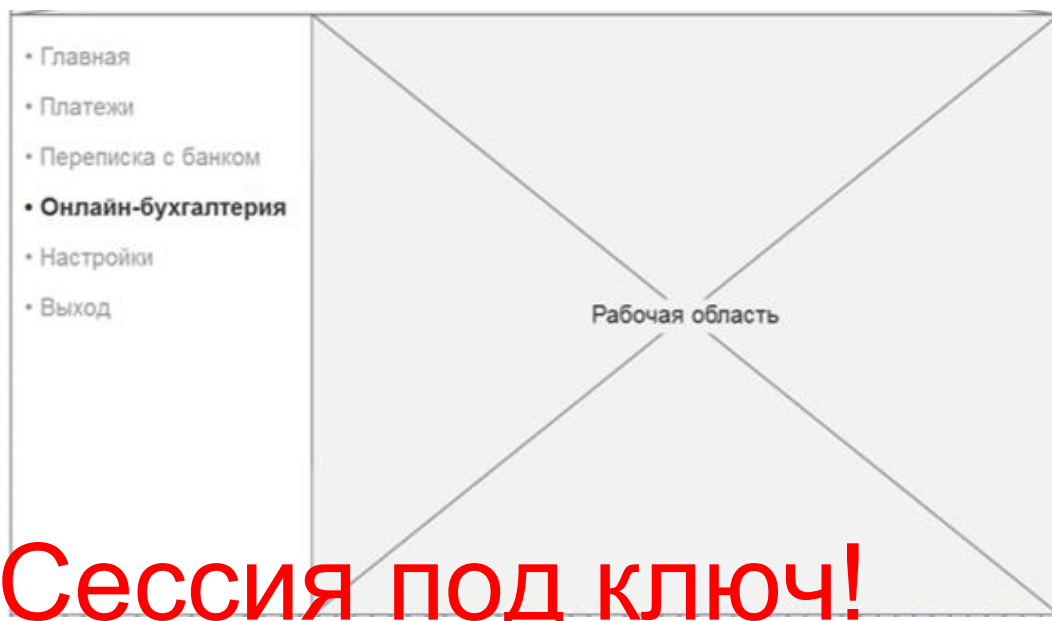 • Главная
• Платежи
• Переписка с банком
• Онлайн-бухгалтерия
• Настройки
• Выход
Рабочая область
Сессия под ключ!